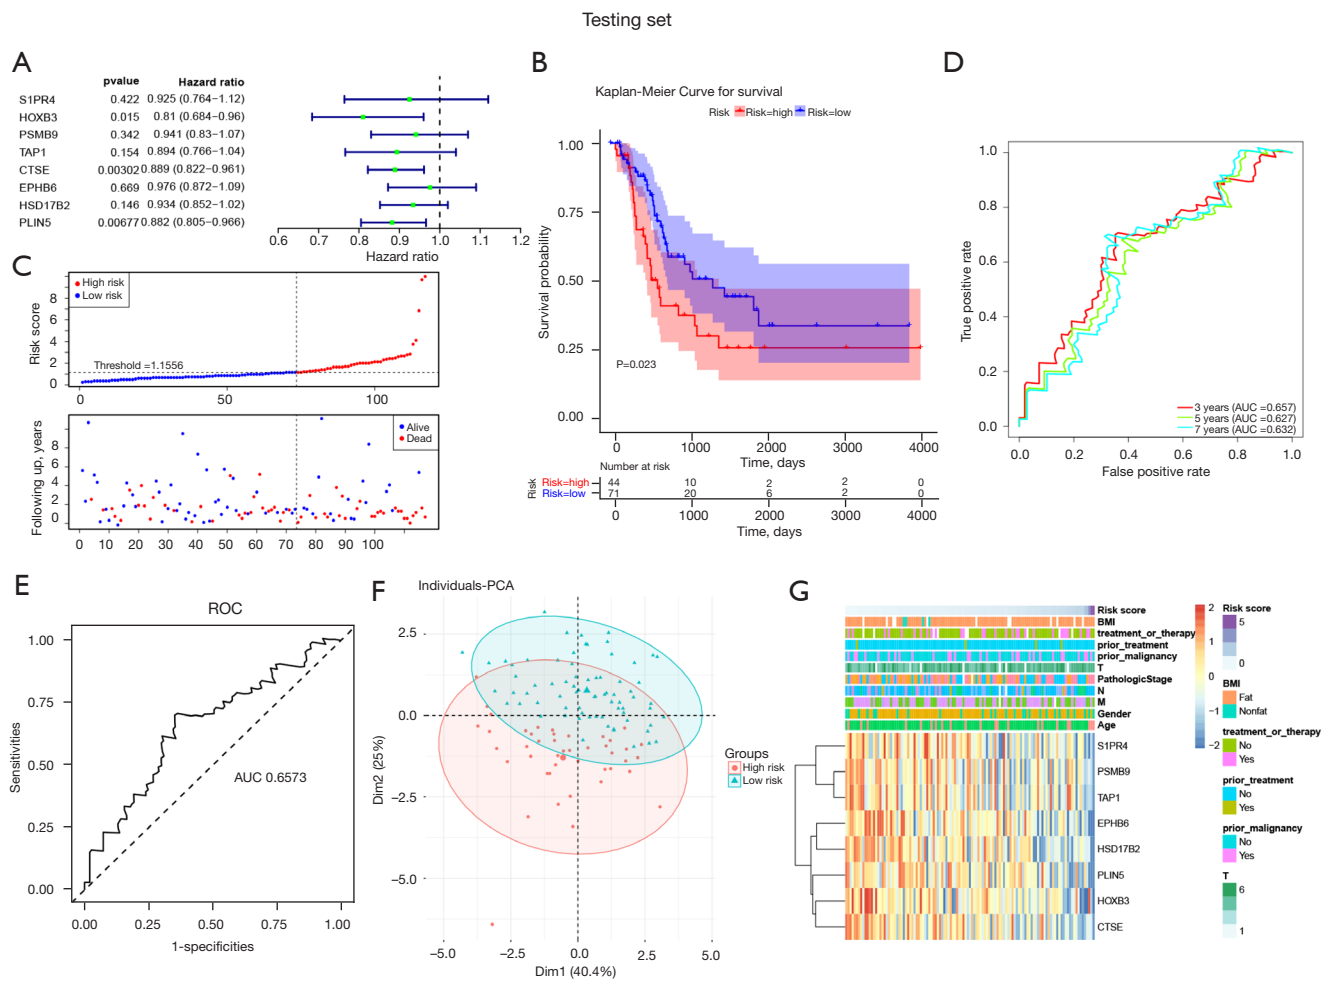 Testing set
A
pvalue Hazard ratio
S1PR4 0.422 0.925 (0.764−1.12)
HOXB3 0.015 0.81 (0.684−0.96)
PSMB9 0.342 0.941 (0.83−1.07)
TAP1 0.154 0.894 (0.766−1.04)
CTSE 0.00302 0.889 (0.822−0.961)
EPHB6 0.669 0.976 (0.872−1.09)
HSD17B2 0.146 0.934 (0.852−1.02)
PLIN5 0.00677 0.882 (0.805−0.966)
0.6 0.7 0.8 0.9 1.0 1.1 1.2
Hazard ratio
B
Kaplan-Meier Curve for survival
Risk Risk=high Risk=low
Survival probability
1.00
0.75
0.50
0.25
0.00
P=0.023
0 1000 2000 3000 4000
Time, days
Number at risk
Risk
Risk=high 44 10 2 2 0
Risk=low 71 20 6 2 0
0 1000 2000 3000 4000
Time, days
C
High risk
Low risk
Risk score
8
6
4
2
0
Threshold =1.1556
0 50 100
Alive
Dead
Following up, years
8
6
4
2
0
0 10 20 30 40 50 60 70 80 90 100
D
True positive rate
1.0
0.8
0.6
0.4
0.2
0.0
3 years (AUC =0.657)
5 years (AUC =0.627)
7 years (AUC =0.632)
0.0 0.2 0.4 0.6 0.8 1.0
False positive rate
E
ROC
Sensitivities
1.00
0.75
0.50
0.25
0.00
AUC 0.6573
0.00 0.25 0.50 0.75 1.00
1-specificities
F
Individuals-PCA
Dim2 (25%)
2.5
0.0
−2.5
−5.0
−5.0 −2.5 0.0 2.5 5.0
Dim1 (40.4%)
Groups
High risk
Low risk
G
Risk score
BMI
treatment_or_therapy
prior_treatment
prior_malignancy
T
PathologicStage
N
M
Gender
Age
S1PR4
PSMB9
TAP1
EPHB6
HSD17B2
PLIN5
HOXB3
CTSE
2
1
0
−1
−2
Risk score
5
0
BMI
Fat
Nonfat
treatment_or_therapy
No
Yes
prior_treatment
No
Yes
prior_malignancy
No
Yes
T
6
1